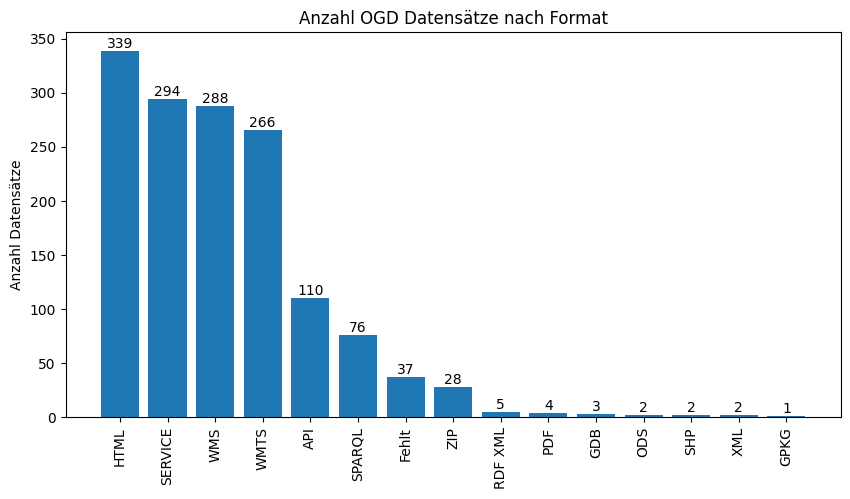 Anzahl OGD Datensätze nach Format
Anzahl Datensätze
350
300
250
200
150
100
50
0
339
294
288
266
110
76
37
28
5
4
3
2
2
2
1
HTML
SERVICE
WMS
WMTS
API
SPARQL
Fehlt
ZIP
RDF XML
PDF
GDB
ODS
SHP
XML
GPKG